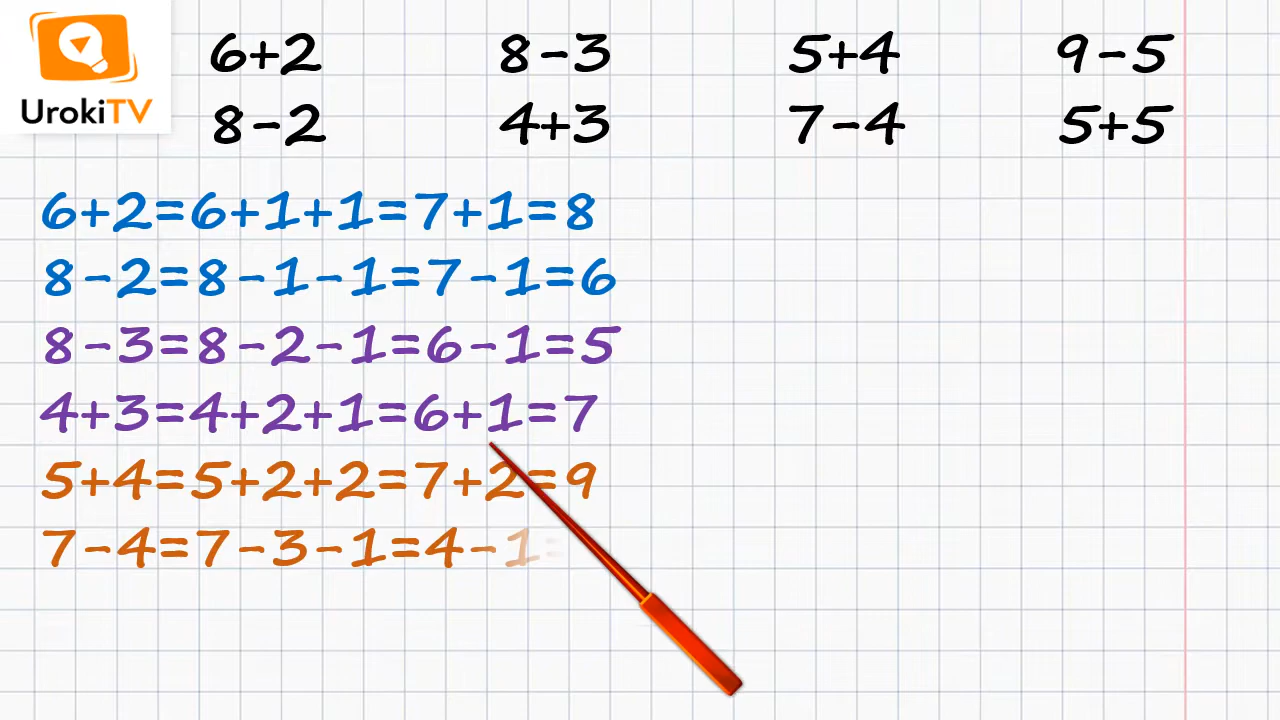 UrokiTV
6+2 8-3 5+4 9-5
8-2 4+3 7-4 5+5
6+2=6+1+1=7+1=8
8-2=8-1-1=7-1=6
8-3=8-2-1=6-1=5
4+3=4+2+1=6+1=7
5+4=5+2+2=7+2=9
7-4=7-3-1=4-1=